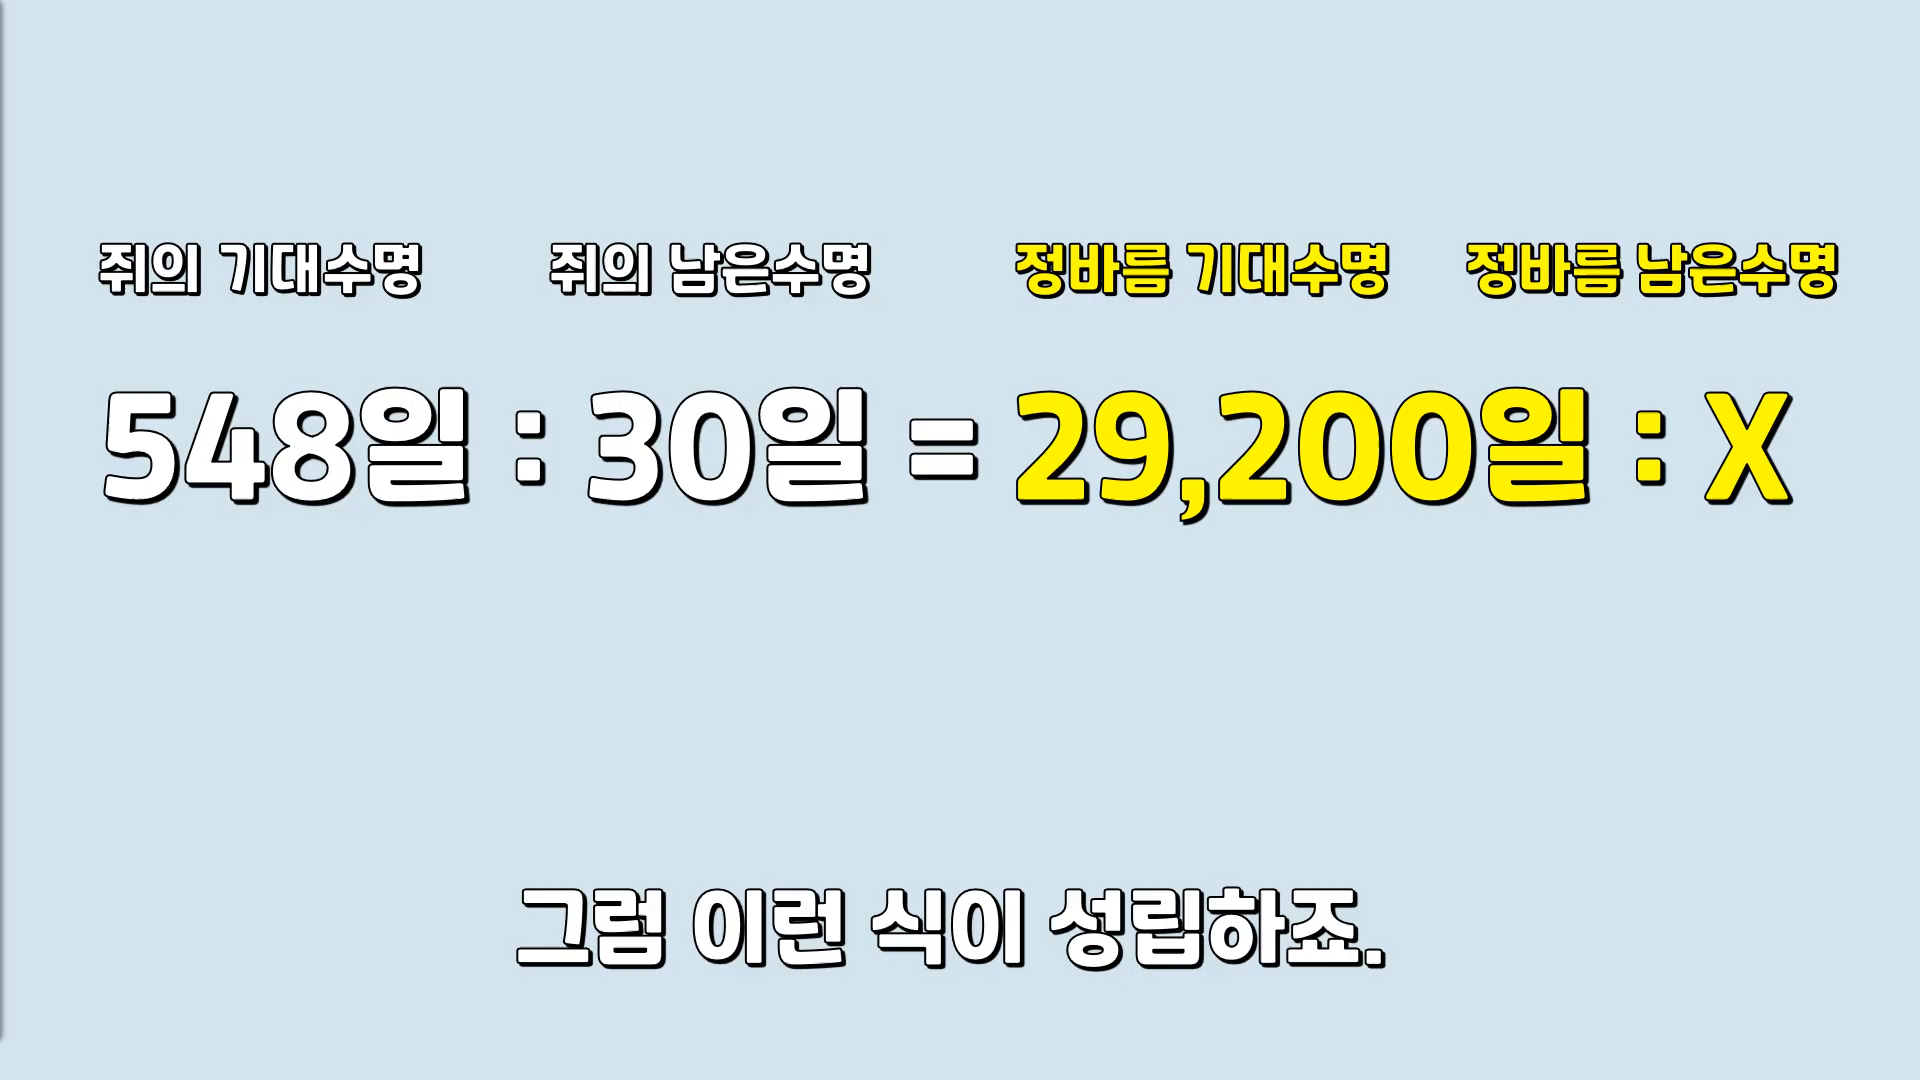 쥐의 기대수명 쥐의 남은수명 정바름 기대수명 정바름 남은수명
548일 : 30일 = 29,200일 : X
그럼 이런 식이 성립하죠.